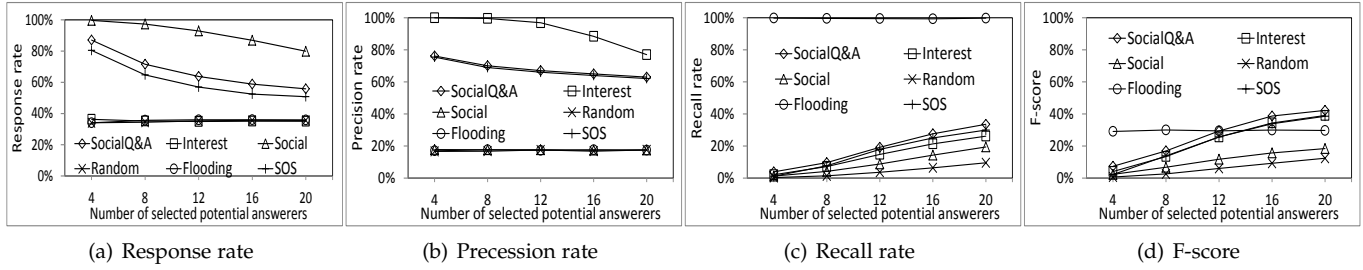 Response rate
100%
80%
60%
40%
20%
0%
SocialQ&A Interest Social
Random Flooding SOS
4 8 12 16 20
Number of selected potential answerers
(a) Response rate
Precision rate
100%
80%
60%
40%
20%
0%
SocialQ&A Interest
Social Random
Flooding SOS
4 8 12 16 20
Number of selected potential answerers
(b) Precession rate
Recall rate
100%
80%
60%
40%
20%
0%
SocialQ&A Interest
Social Random
Flooding SOS
4 8 12 16 20
Number of selected potential answerers
(c) Recall rate
F-score
100%
80%
60%
40%
20%
0%
SocialQ&A Interest
Social Random
Flooding SOS
4 8 12 16 20
Number of selected potential answerers
(d) F-score